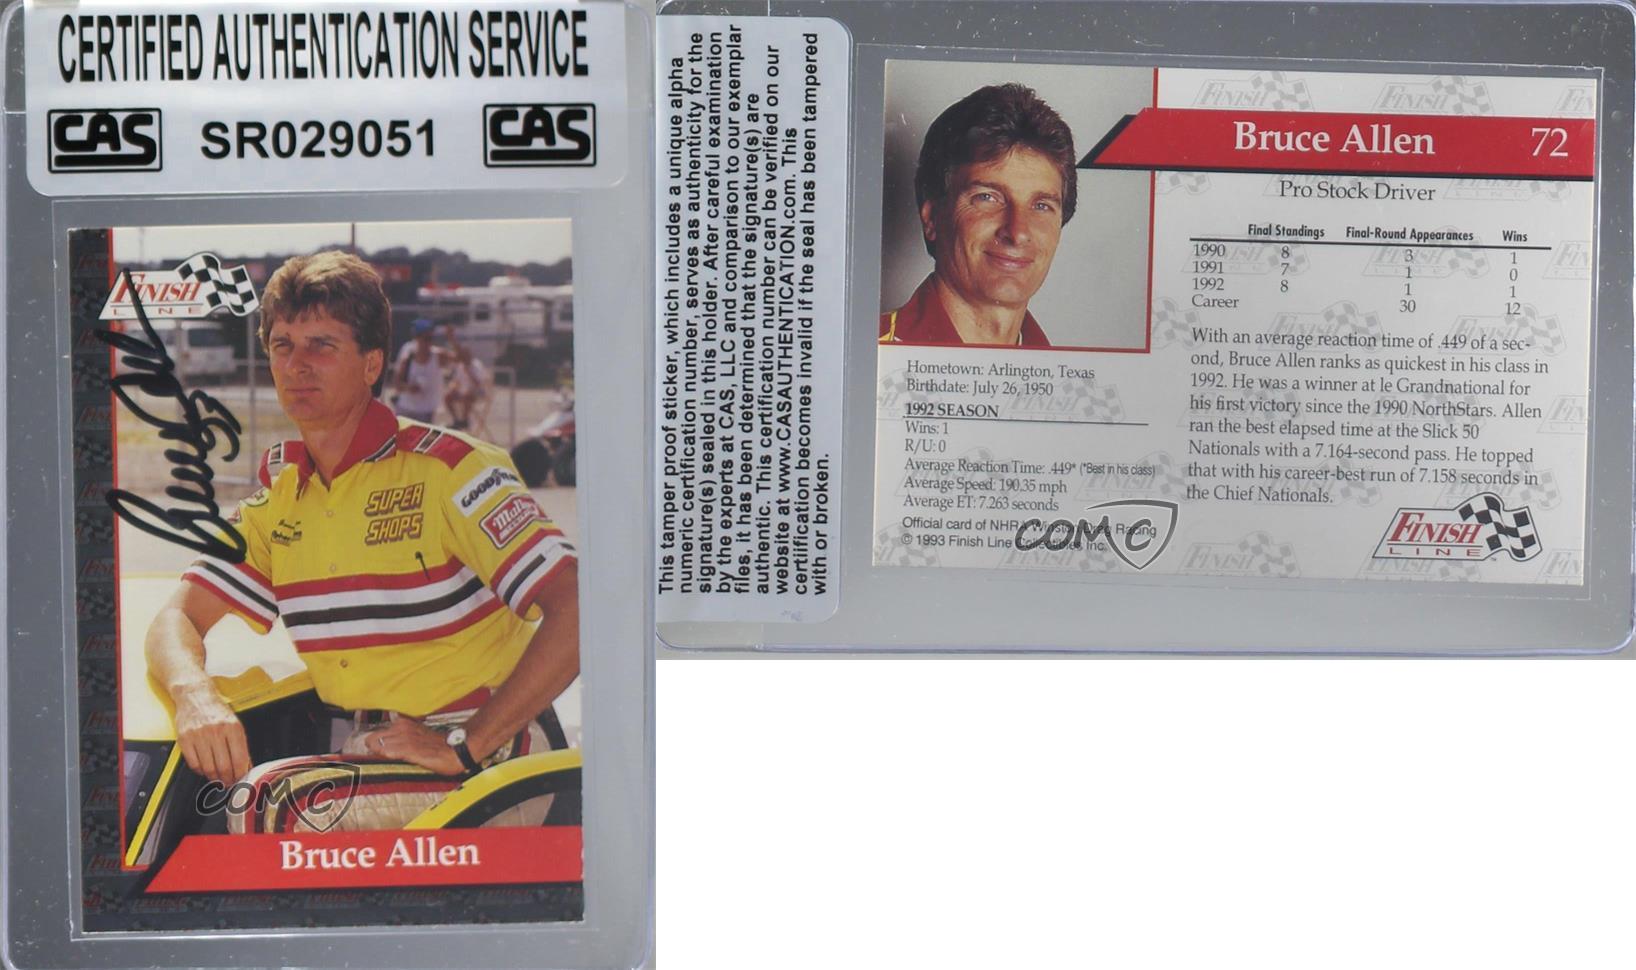 CERTIFIED AUTHENTICATION SERVICE
CAS SR029051 CAS
FINISH
LINE
SUPER
SHOPS
GOODYEAR
COMC
Bruce Allen
This tamper proof sticker, which includes a unique alpha
numeric certification number, serves as authenticity for the
signature(s) sealed in this holder. After careful examination
by the experts at CAS, LLC and comparison to our exemplar
files, it has been determined that the signature(s) are
authentic. This certification number can be verified on our
website at www.CASAUTHENTICATION.com. This
certiification becomes invalid if the seal has been tampered
with or broken.
Bruce Allen 72
Pro Stock Driver
Final Standings Final-Round Appearances Wins
1990 8 3 1
1991 7 1 0
1992 8 1 1
Career 30 12
With an average reaction time of .449 of a sec-
ond, Bruce Allen ranks as quickest in his class in
1992. He was a winner at le Grandnational for
his first victory since the 1990 NorthStars. Allen
ran the best elapsed time at the Slick 50
Nationals with a 7.164-second pass. He topped
that with his career-best run of 7.158 seconds in
the Chief Nationals.
Hometown: Arlington, Texas
Birthdate: July 26, 1950
1992 SEASON
Wins: 1
R/U: 0
Average Reaction Time: .449* (*Best in his class)
Average Speed: 190.35 mph
Average ET: 7.263 seconds
Official card of NHRA Winston Drag Racing
© 1993 Finish Line Collectibles, Inc.
COMC
FINISH
LINE